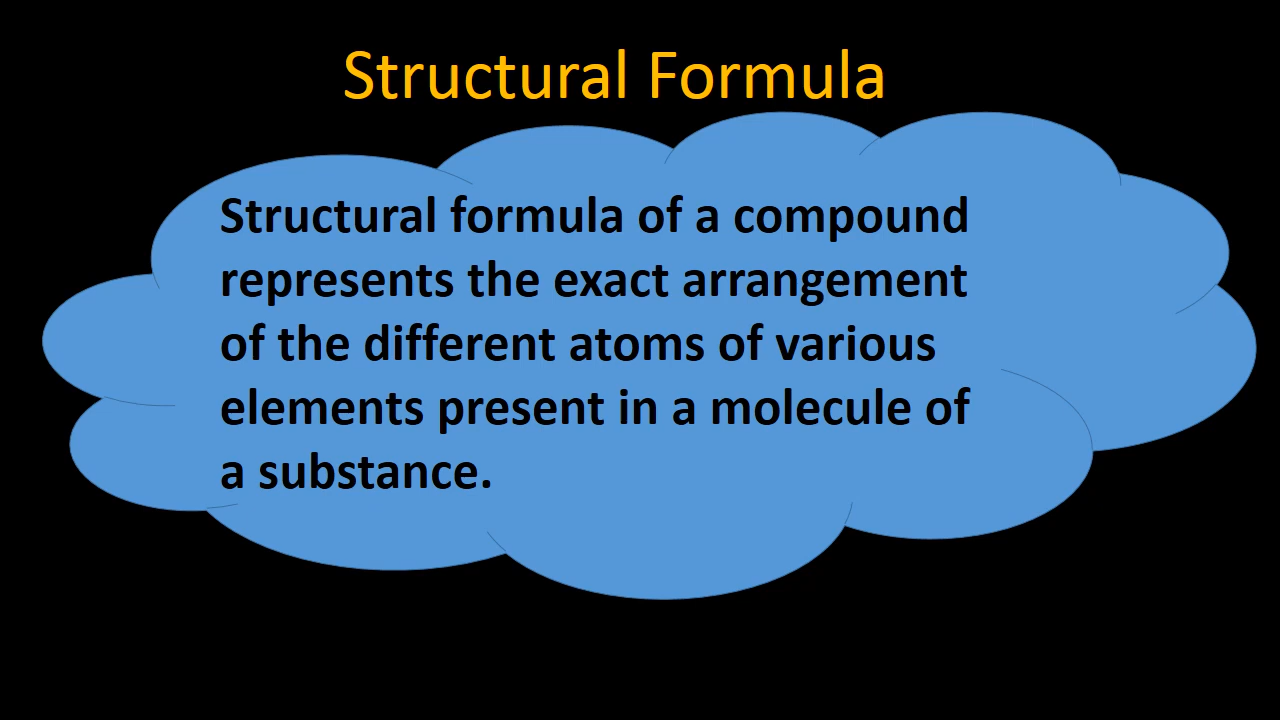 Structural Formula
Structural formula of a compound
represents the exact arrangement
of the different atoms of various
elements present in a molecule of
a substance.